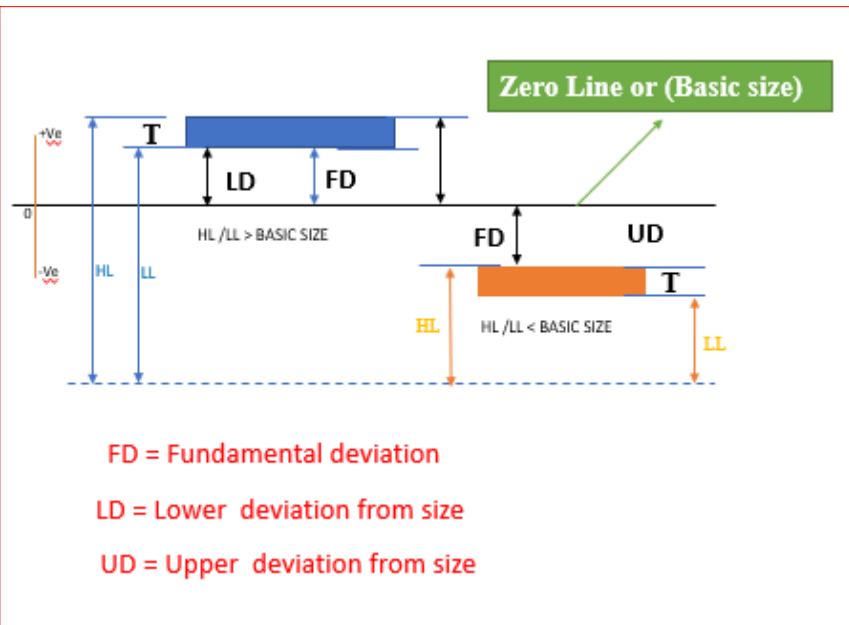 Zero Line or (Basic size)
+Ve
T
LD
FD
0
HL /LL > BASIC SIZE
FD
UD
-Ve
HL
LL
T
HL
HL /LL < BASIC SIZE
LL
FD = Fundamental deviation
LD = Lower deviation from size
UD = Upper deviation from size